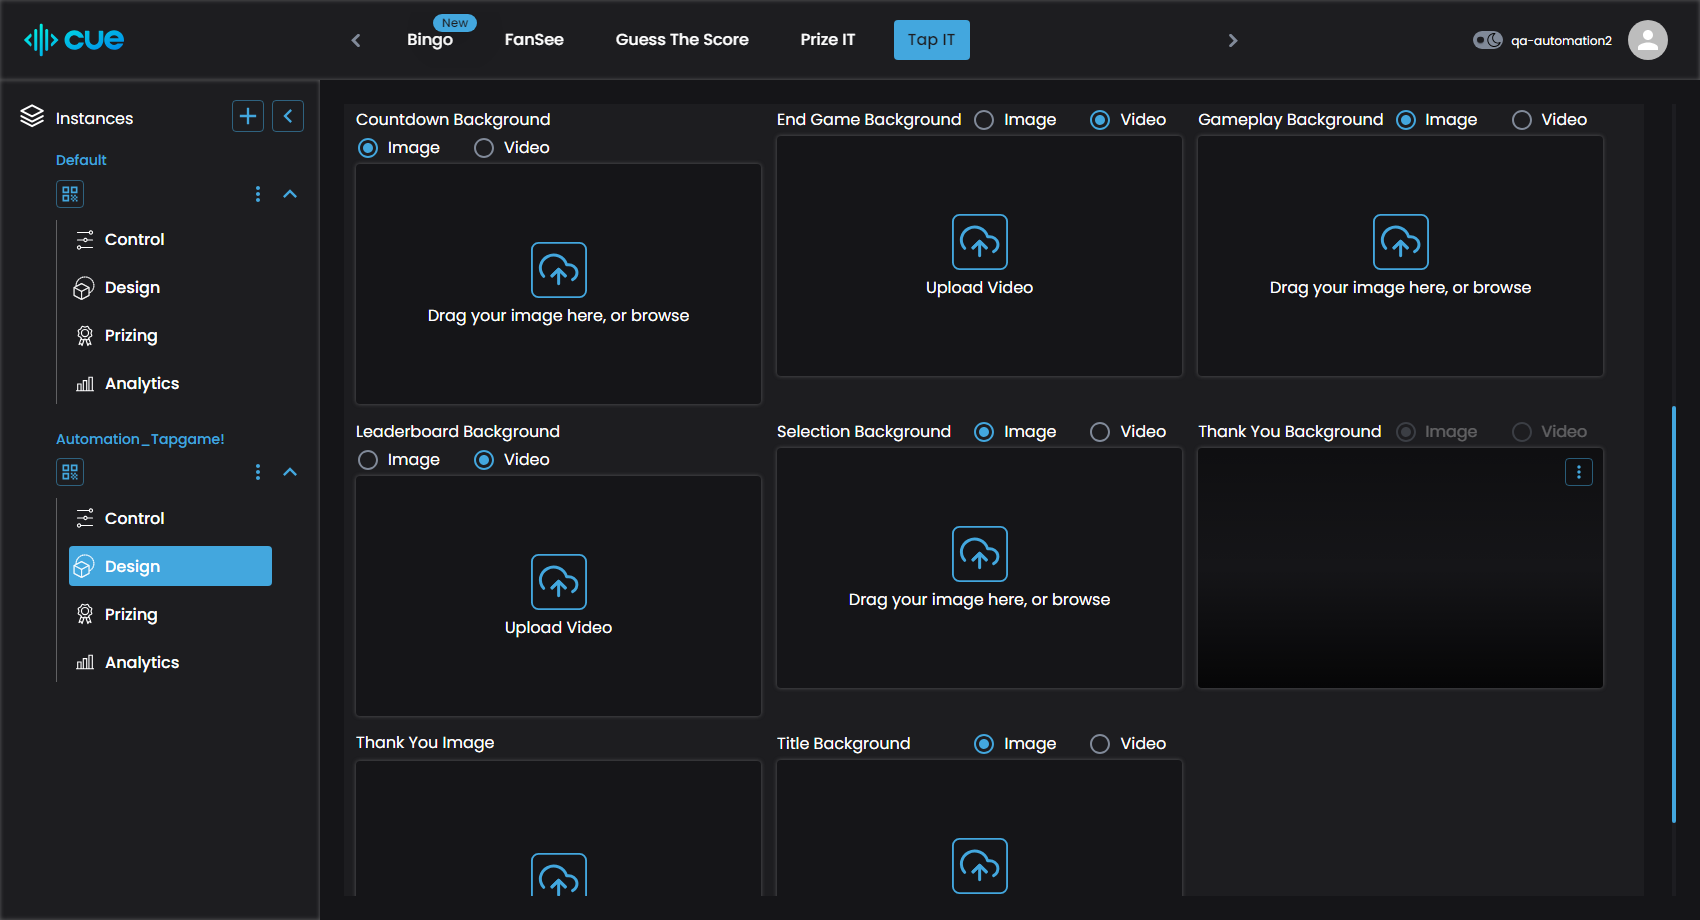 cue
New
Bingo
FanSee
Guess The Score
Prize IT
Tap IT
qa-automation2
Instances
Default
Control
Design
Prizing
Analytics
Automation_Tapgame!
Control
Design
Prizing
Analytics
Countdown Background
Image
Video
Drag your image here, or browse
End Game Background
Image
Video
Upload Video
Gameplay Background
Image
Video
Drag your image here, or browse
Leaderboard Background
Image
Video
Upload Video
Selection Background
Image
Video
Drag your image here, or browse
Thank You Background
Image
Video
Thank You Image
Title Background
Image
Video